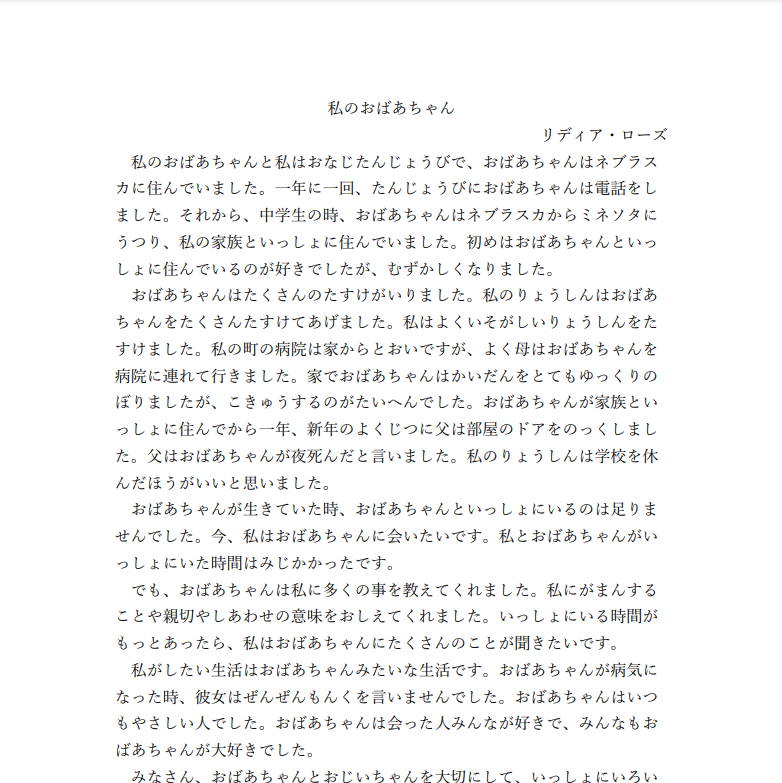 私のおばあちゃん
リディア・ローズ
私のおばあちゃんと私はおなじたんじょうびで、おばあちゃんはネブラス
カに住んでいました。一年に一回、たんじょうびにおばあちゃんは電話をし
ました。それから、中学生の時、おばあちゃんはネブラスカからミネソタに
うつり、私の家族といっしょに住んでいました。初めはおばあちゃんといっ
しょに住んでいるのが好きでしたが、むずかしくなりました。
おばあちゃんはたくさんのたすけがいりました。私のりょうしんはおばあ
ちゃんをたくさんたすけてあげました。私はよくいそがしいりょうしんをた
すけました。私の町の病院は家からとおいですが、よく母はおばあちゃんを
病院に連れて行きました。家でおばあちゃんはかいだんをとてもゆっくりの
ぼりましたが、こきゅうするのがたいへんでした。おばあちゃんが家族とい
っしょに住んでから一年、新年のよくじつに父は部屋のドアをのっくしまし
た。父はおばあちゃんが夜死んだと言いました。私のりょうしんは学校を休
んだほうがいいと思いました。
おばあちゃんが生きていた時、おばあちゃんといっしょにいるのは足りま
せんでした。今、私はおばあちゃんに会いたいです。私とおばあちゃんがい
っしょにいた時間はみじかかったです。
でも、おばあちゃんは私に多くの事を教えてくれました。私にがまんする
ことや親切やしあわせの意味をおしえてくれました。いっしょにいる時間が
もっとあったら、私はおばあちゃんにたくさんのことが聞きたいです。
私がしたい生活はおばあちゃんみたいな生活です。おばあちゃんが病気に
なった時、彼女はぜんぜんもんくを言いませんでした。おばあちゃんはいつ
もやさしい人でした。おばあちゃんは会った人みんなが好きで、みんなもお
ばあちゃんが大好きでした。
みなさん、おばあちゃんとおじいちゃんを大切にして、いっしょにいろい